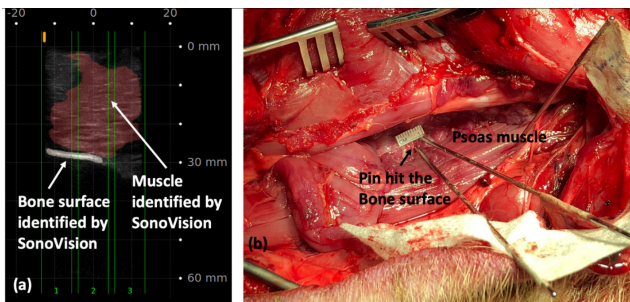 -20
0
20
0 mm
30 mm
60 mm
Bone surface
identified by
SonoVision
Muscle
identified by
SonoVision
1
2
3
(a)
Psoas muscle
Pin hit the
Bone surface
(b)